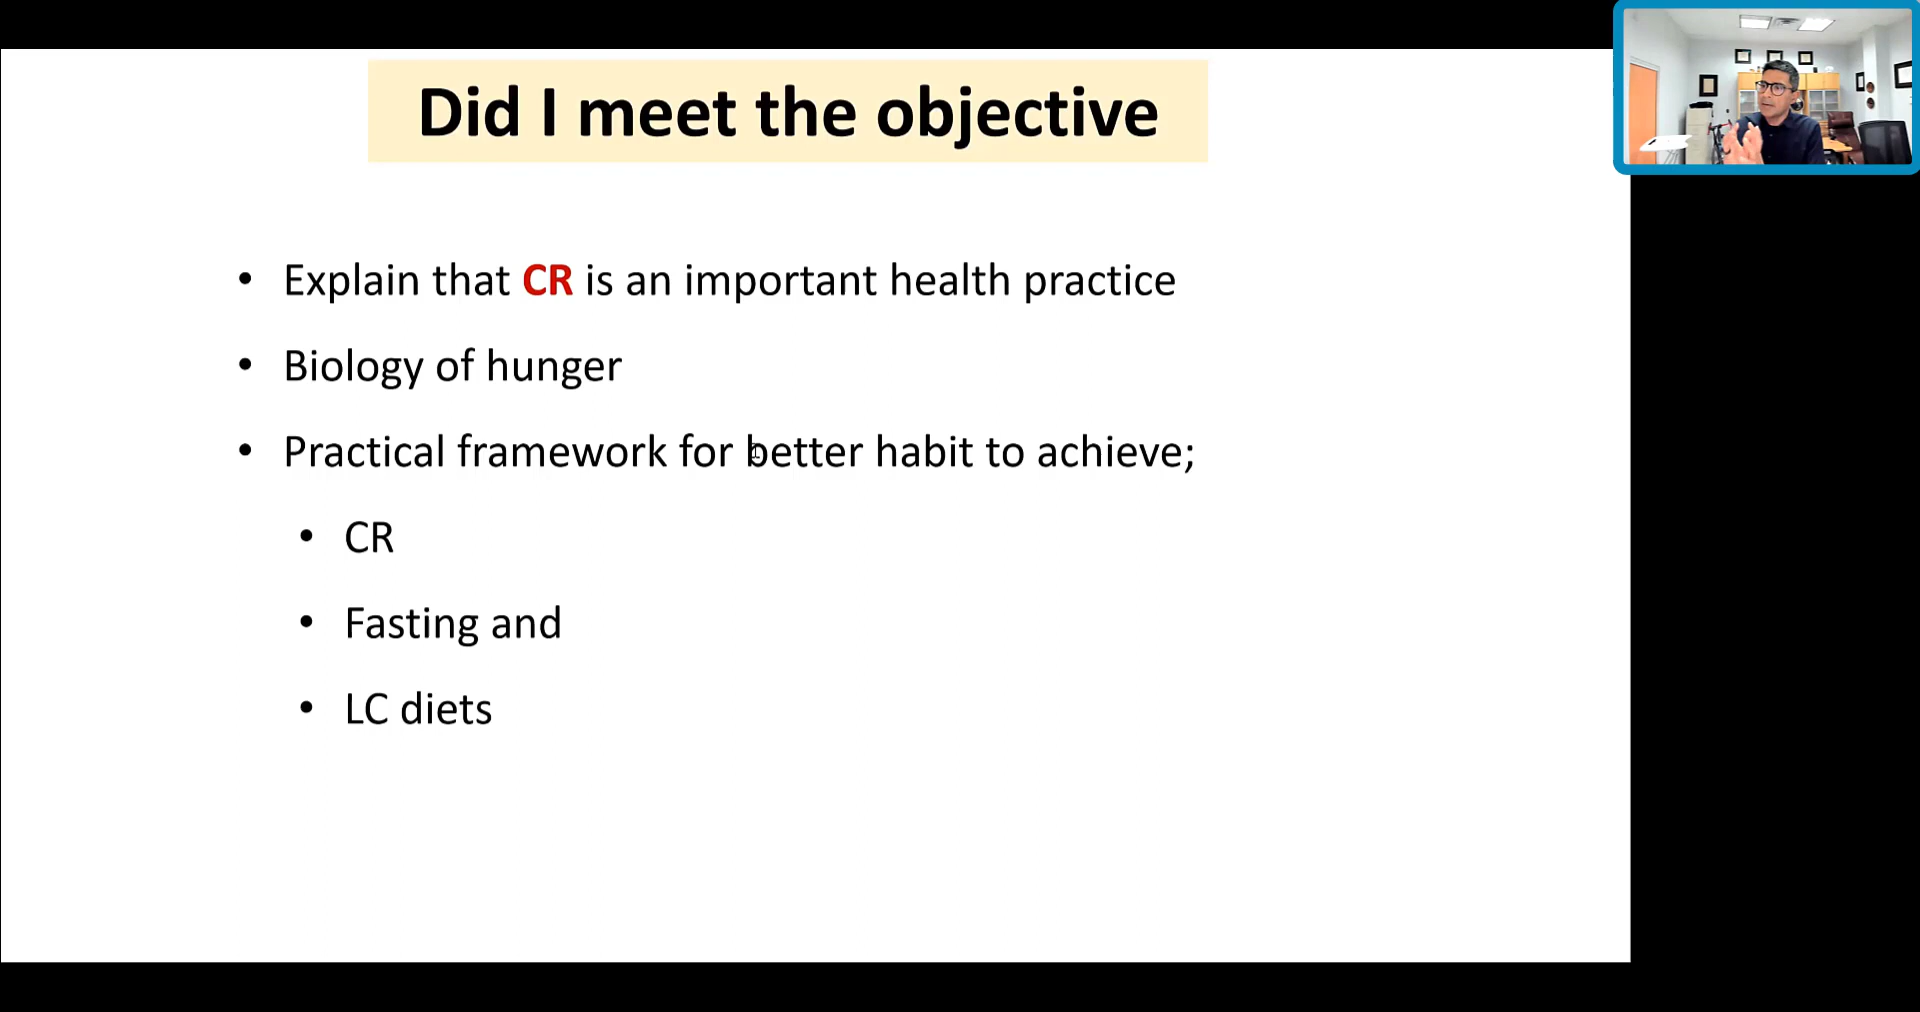 Did I meet the objective
• Explain that CR is an important health practice
• Biology of hunger
• Practical framework for better habit to achieve;
• CR
• Fasting and
• LC diets